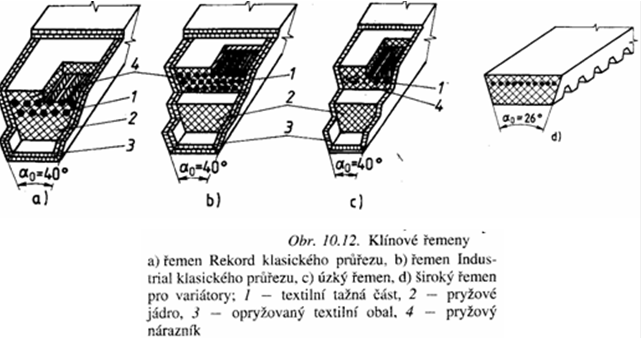 4
1
2
3
α₀=40°
a)
1
2
3
α₀=40°
b)
1
4
α₀=40°
c)
α₀=26°
d)
Obr. 10.12. Klínové řemeny
a) řemen Rekord klasického průřezu, b) řemen Indus-
trial klasického průřezu, c) úzký řemen, d) široký řemen
pro variátory; 1 — textilní tažná část, 2 — pryžové
jádro, 3 — opryžovaný textilní obal, 4 — pryžový
nárazník